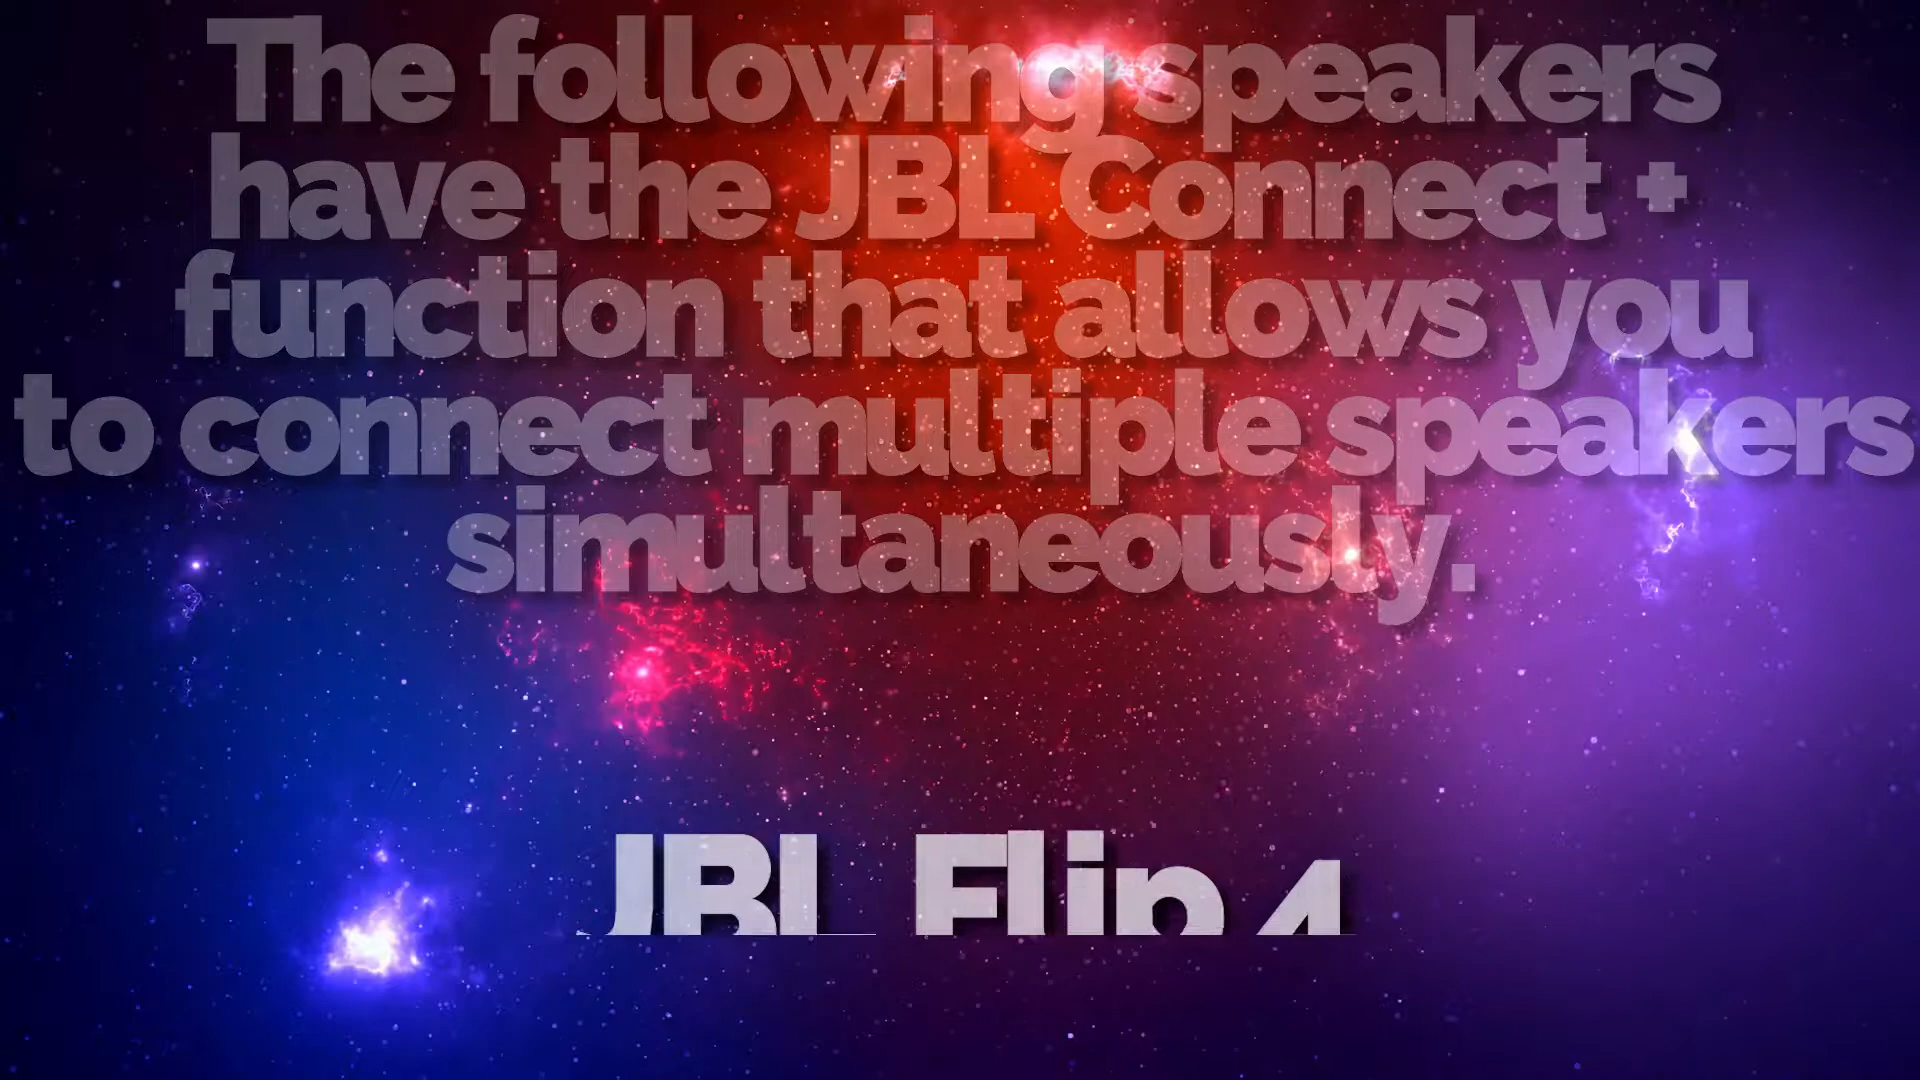 The following speakers
have the JBL Connect +
function that allows you
to connect multiple speakers
simultaneously.
JBL Flip 4